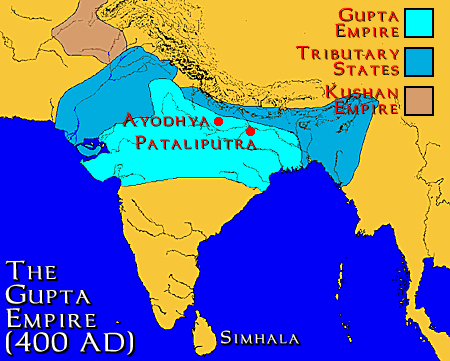 Gupta
Empire
Tributary
States
Kushan
Empire
Ayodhya
Pataliputra
The
Gupta
Empire
(400 AD)
Simhala